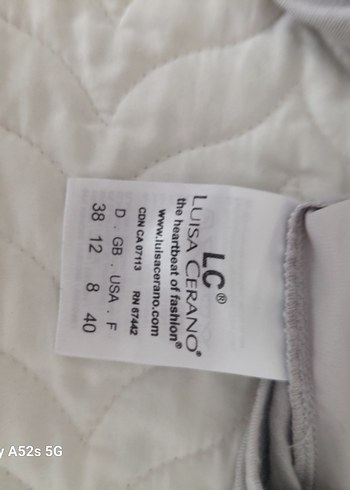 LC®
LUISA CERANO®
the heartbeat of fashion®
www.luisacerano.com
CDN CA 07113 RN 87442
D . GB . USA . F
38 12 8 40
y A52s 5G